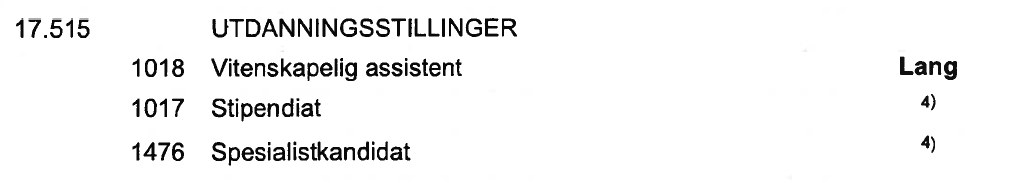 17.515 UTDANNINGSSTILLINGER
1018 Vitenskapelig assistent Lang
1017 Stipendiat 4)
1476 Spesialistkandidat 4)